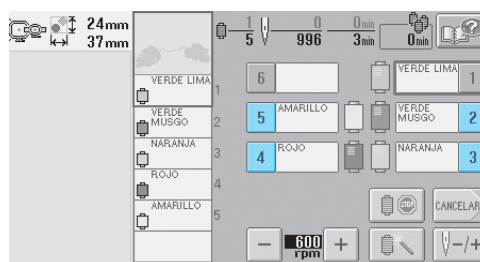 24mm
37mm
1
5
0
996
0min
3min
0min
VERDE LIMA
1
VERDE
MUSGO
2
NARANJA
3
ROJO
4
AMARILLO
5
6
VERDE LIMA
1
5
AMARILLO
VERDE
MUSGO
2
4
ROJO
NARANJA
3
STOP
CANCELAR
−
600
rpm
+
−/+